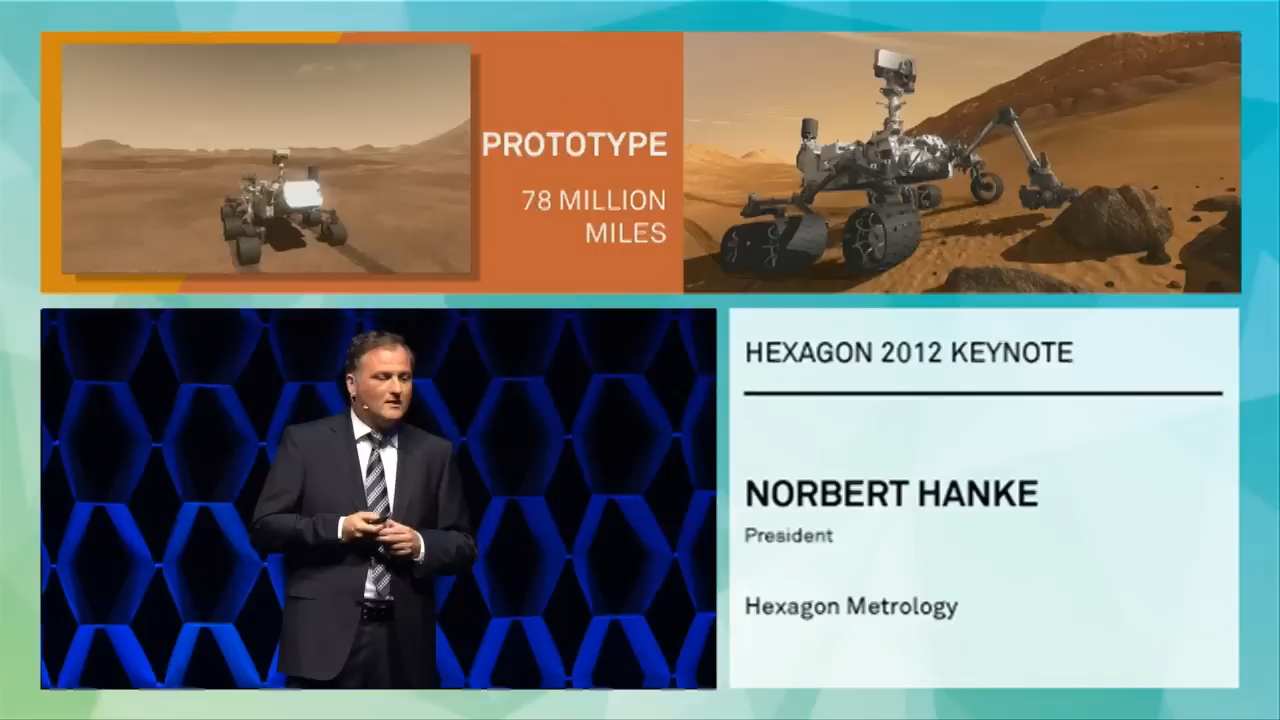 PROTOTYPE
78 MILLION
MILES
HEXAGON 2012 KEYNOTE
NORBERT HANKE
President
Hexagon Metrology